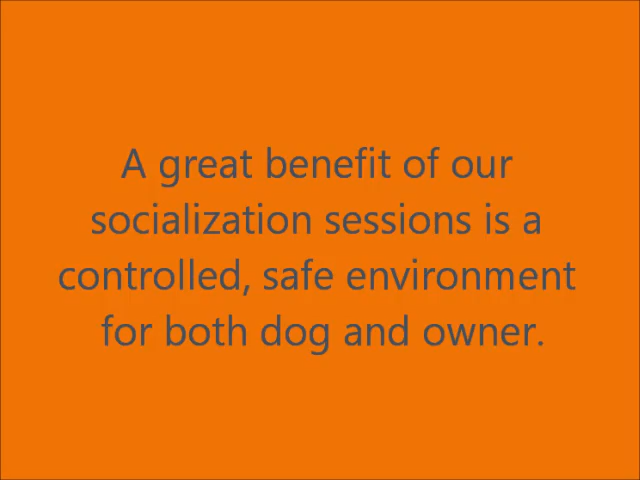 A great benefit of our
socialization sessions is a
controlled, safe environment
for both dog and owner.